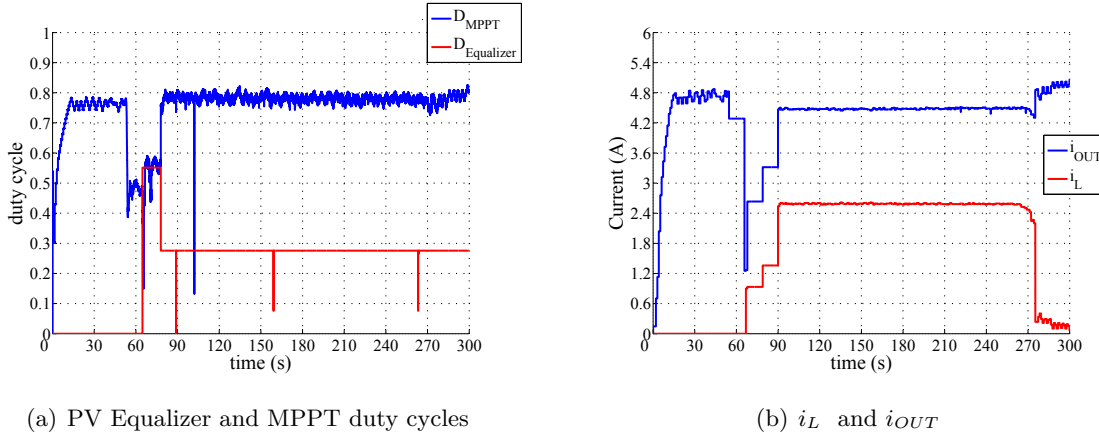 D_MPPT
D_Equalizer
1
0.9
0.8
0.7
0.6
0.5
0.4
0.3
0.2
0.1
0
duty cycle
0 30 60 90 120 150 180 210 240 270 300
time (s)
(a) PV Equalizer and MPPT duty cycles
6
5.4
4.8
4.2
3.6
3
2.4
1.8
1.2
0.6
0
Current (A)
i_OUT
i_L
0 30 60 90 120 150 180 210 240 270 300
time (s)
(b) i_L and i_OUT